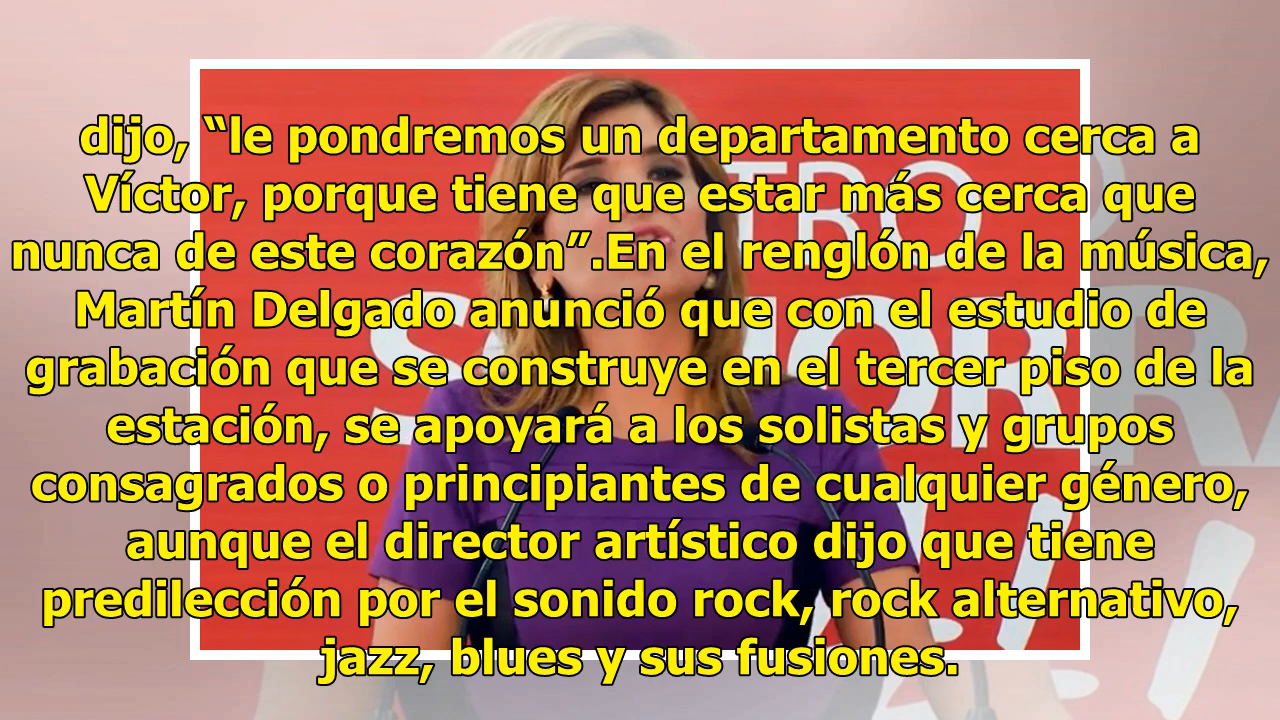 dijo, “le pondremos un departamento cerca a
Víctor, porque tiene que estar más cerca que
nunca de este corazón”.En el renglón de la música,
Martín Delgado anunció que con el estudio de
grabación que se construye en el tercer piso de la
estación, se apoyará a los solistas y grupos
consagrados o principiantes de cualquier género,
aunque el director artístico dijo que tiene
predilección por el sonido rock, rock alternativo,
jazz, blues y sus fusiones.